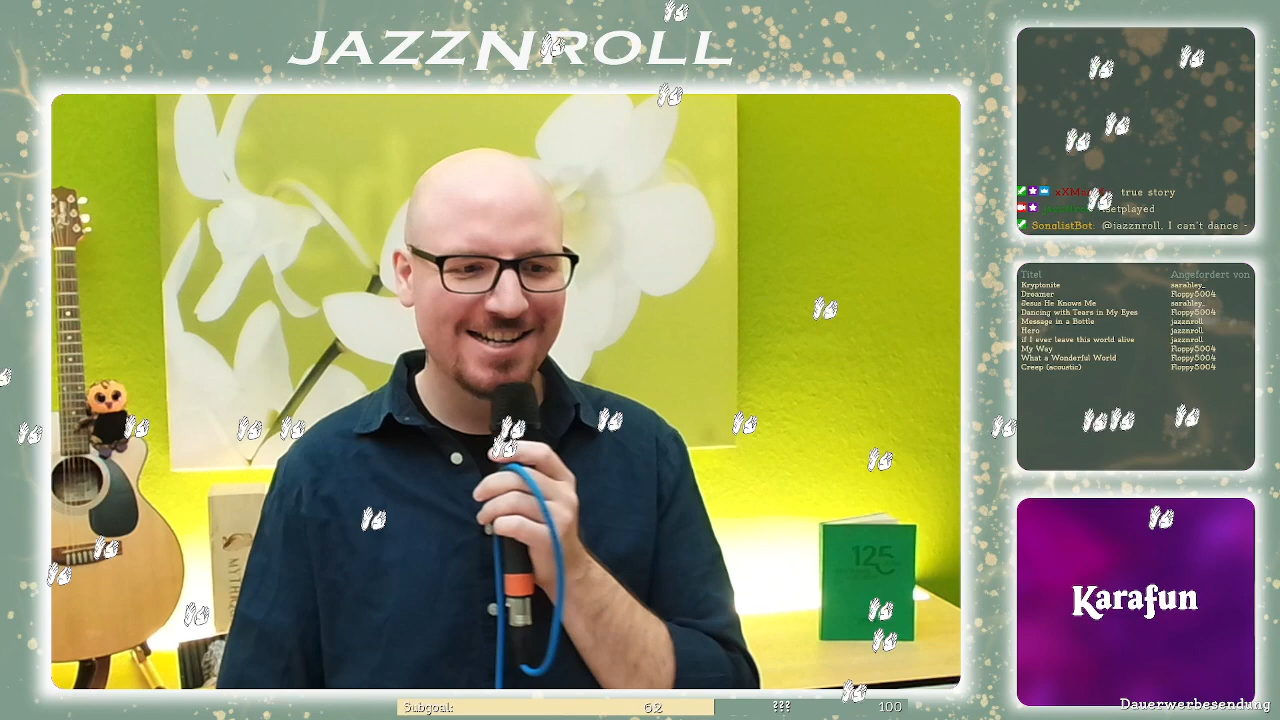 JAZZNROLL
true story
!setplayed
SonglistBot: @jazznroll, I can't dance -
Titel Angefordert von
Kryptonite sarahley_
Dreamer Floppy5004
Jesus He Knows Me sarahley_
Dancing with Tears in My Eyes Floppy5004
Message in a Bottle jazznroll
Hero jazznroll
if I ever leave this world alive jazznroll
My Way Floppy5004
What a Wonderful World Floppy5004
Creep (acoustic) Floppy5004
125
Karafun
Dauerwerbesendung
Subgoal: 62 ??? 100